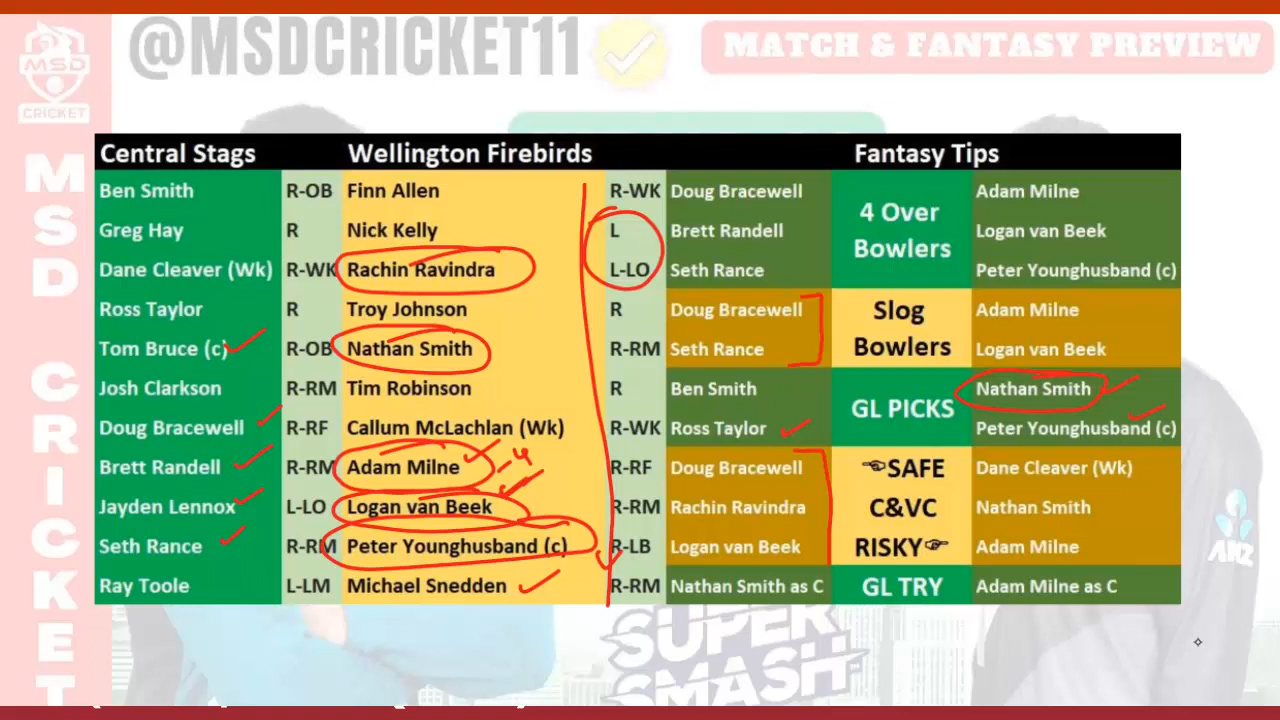 @MSDCRICKET11
MATCH & FANTASY PREVIEW
MSD
CRICKET
MSD CRICKET
Central Stags Wellington Firebirds Fantasy Tips
Ben Smith R-OB Finn Allen R-WK Doug Bracewell 4 Over Bowlers Adam Milne
Greg Hay R Nick Kelly L Brett Randell Logan van Beek
Dane Cleaver (Wk) R-WK Rachin Ravindra L-LO Seth Rance Peter Younghusband (c)
Ross Taylor R Troy Johnson R Doug Bracewell Slog Bowlers Adam Milne
Tom Bruce (c) R-OB Nathan Smith R-RM Seth Rance Logan van Beek
Josh Clarkson R-RM Tim Robinson R Ben Smith GL PICKS Nathan Smith
Doug Bracewell R-RF Callum McLachlan (Wk) R-WK Ross Taylor Peter Younghusband (c)
Brett Randell R-RM Adam Milne -4 R-RF Doug Bracewell SAFE Dane Cleaver (Wk)
Jayden Lennox L-LO Logan van Beek R-RM Rachin Ravindra C&VC Nathan Smith
Seth Rance R-RM Peter Younghusband (c) R-LB Logan van Beek RISKY Adam Milne
Ray Toole L-LM Michael Snedden R-RM Nathan Smith as C GL TRY Adam Milne as C
SUPER
SMASH
ANZ